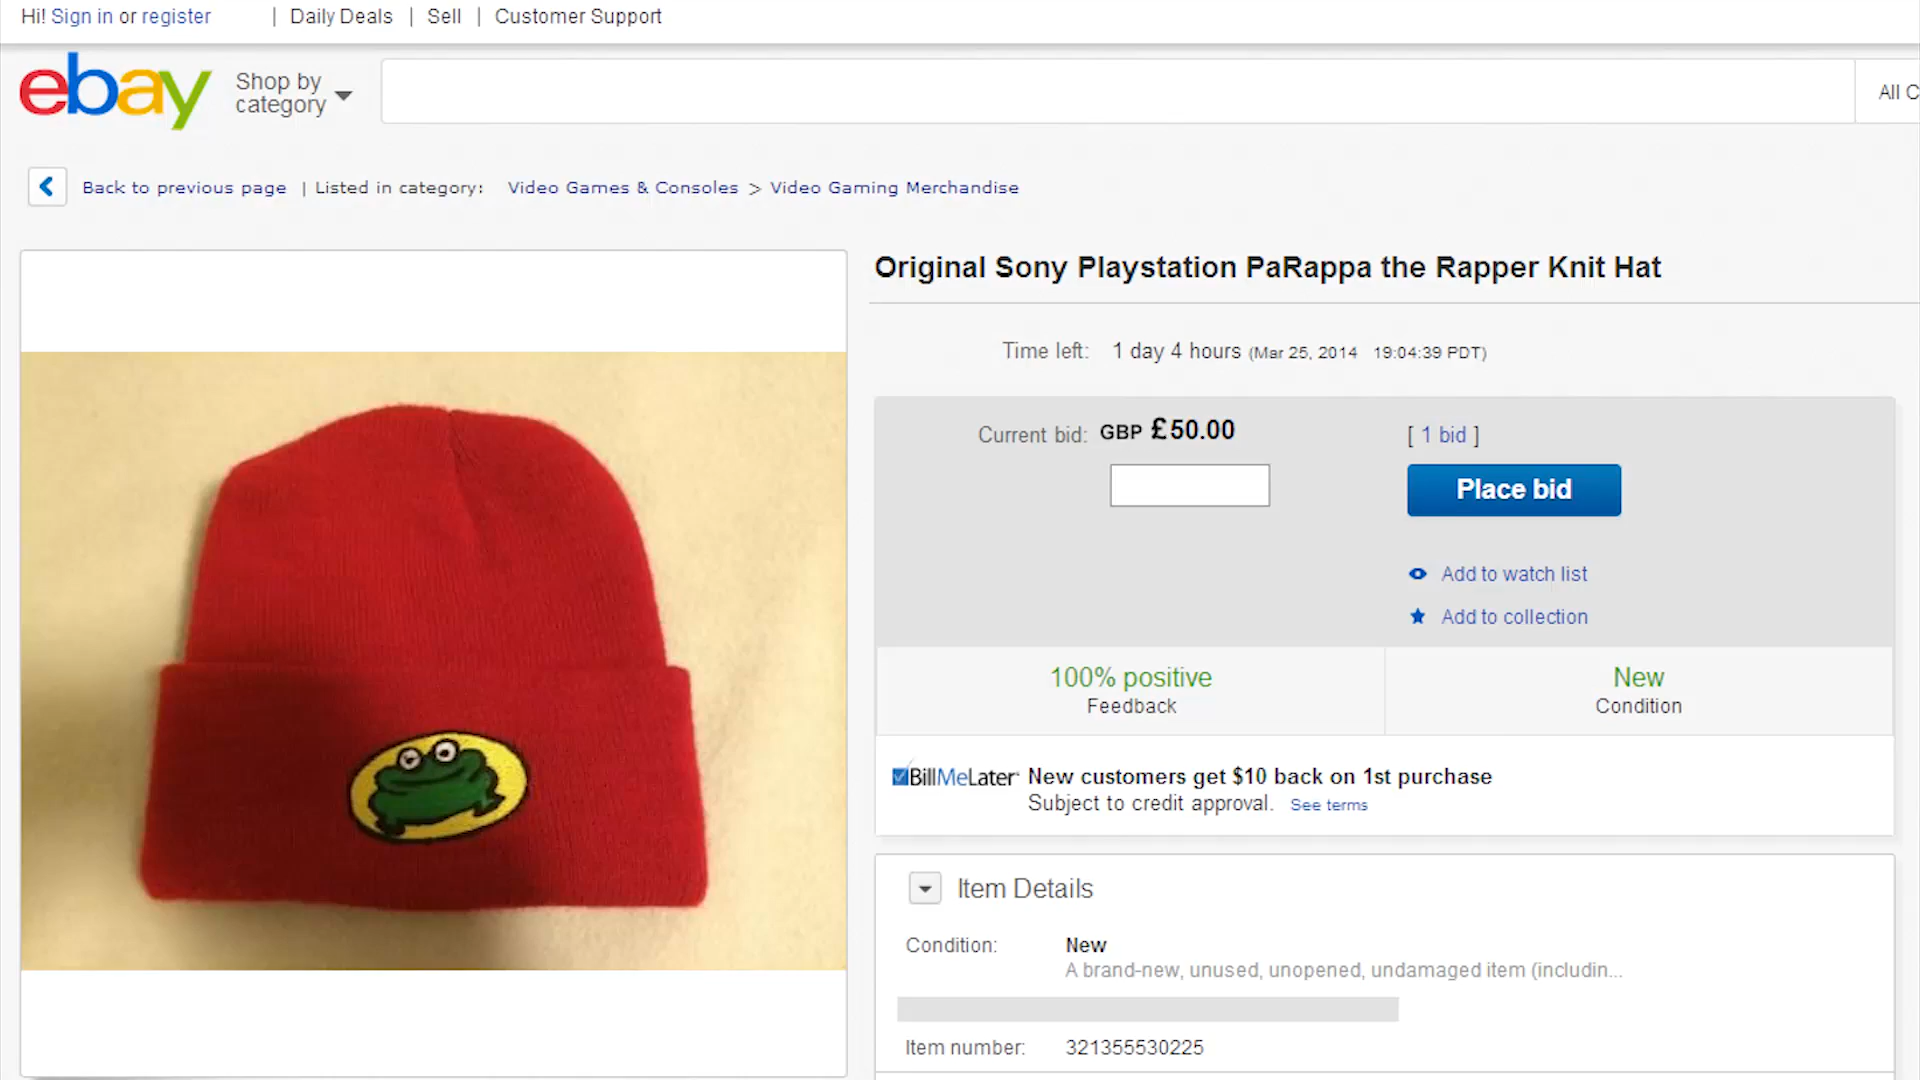 Hi! Sign in or register | Daily Deals | Sell | Customer Support
ebay
Shop by
category
All C
Back to previous page | Listed in category: Video Games & Consoles > Video Gaming Merchandise
Original Sony Playstation PaRappa the Rapper Knit Hat
Time left: 1 day 4 hours (Mar 25, 2014 19:04:39 PDT)
Current bid: GBP £50.00 [ 1 bid ]
Place bid
Add to watch list
Add to collection
100% positive
Feedback
New
Condition
BillMeLater New customers get $10 back on 1st purchase
Subject to credit approval. See terms
Item Details
Condition: New
A brand-new, unused, unopened, undamaged item (includin...
Item number: 321355530225